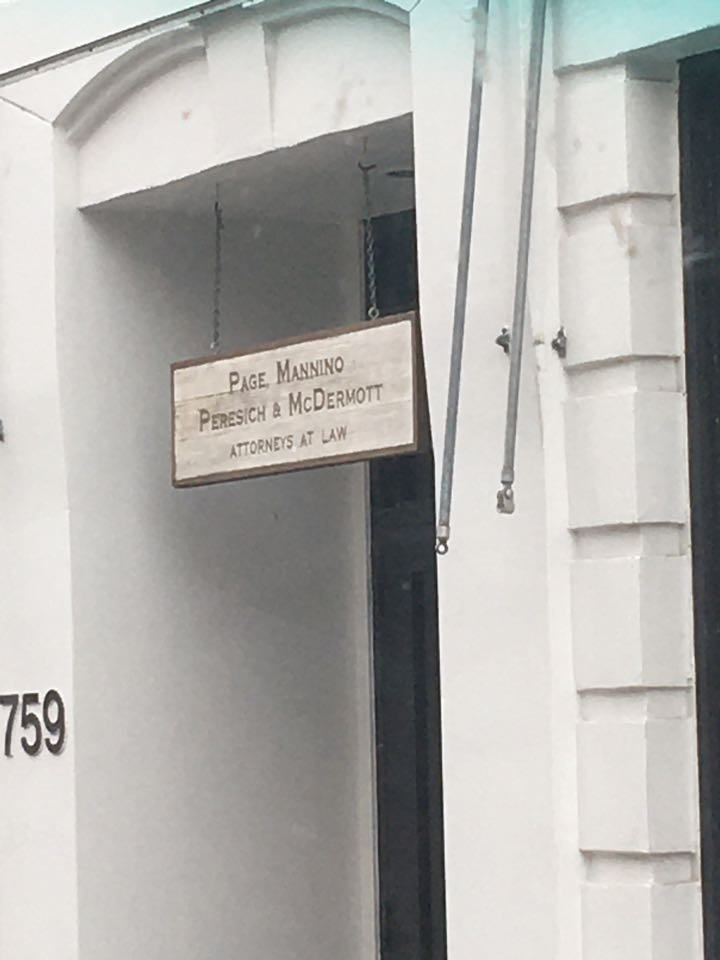 Page, Mannino
Peresich & McDermott
Attorneys at Law
759